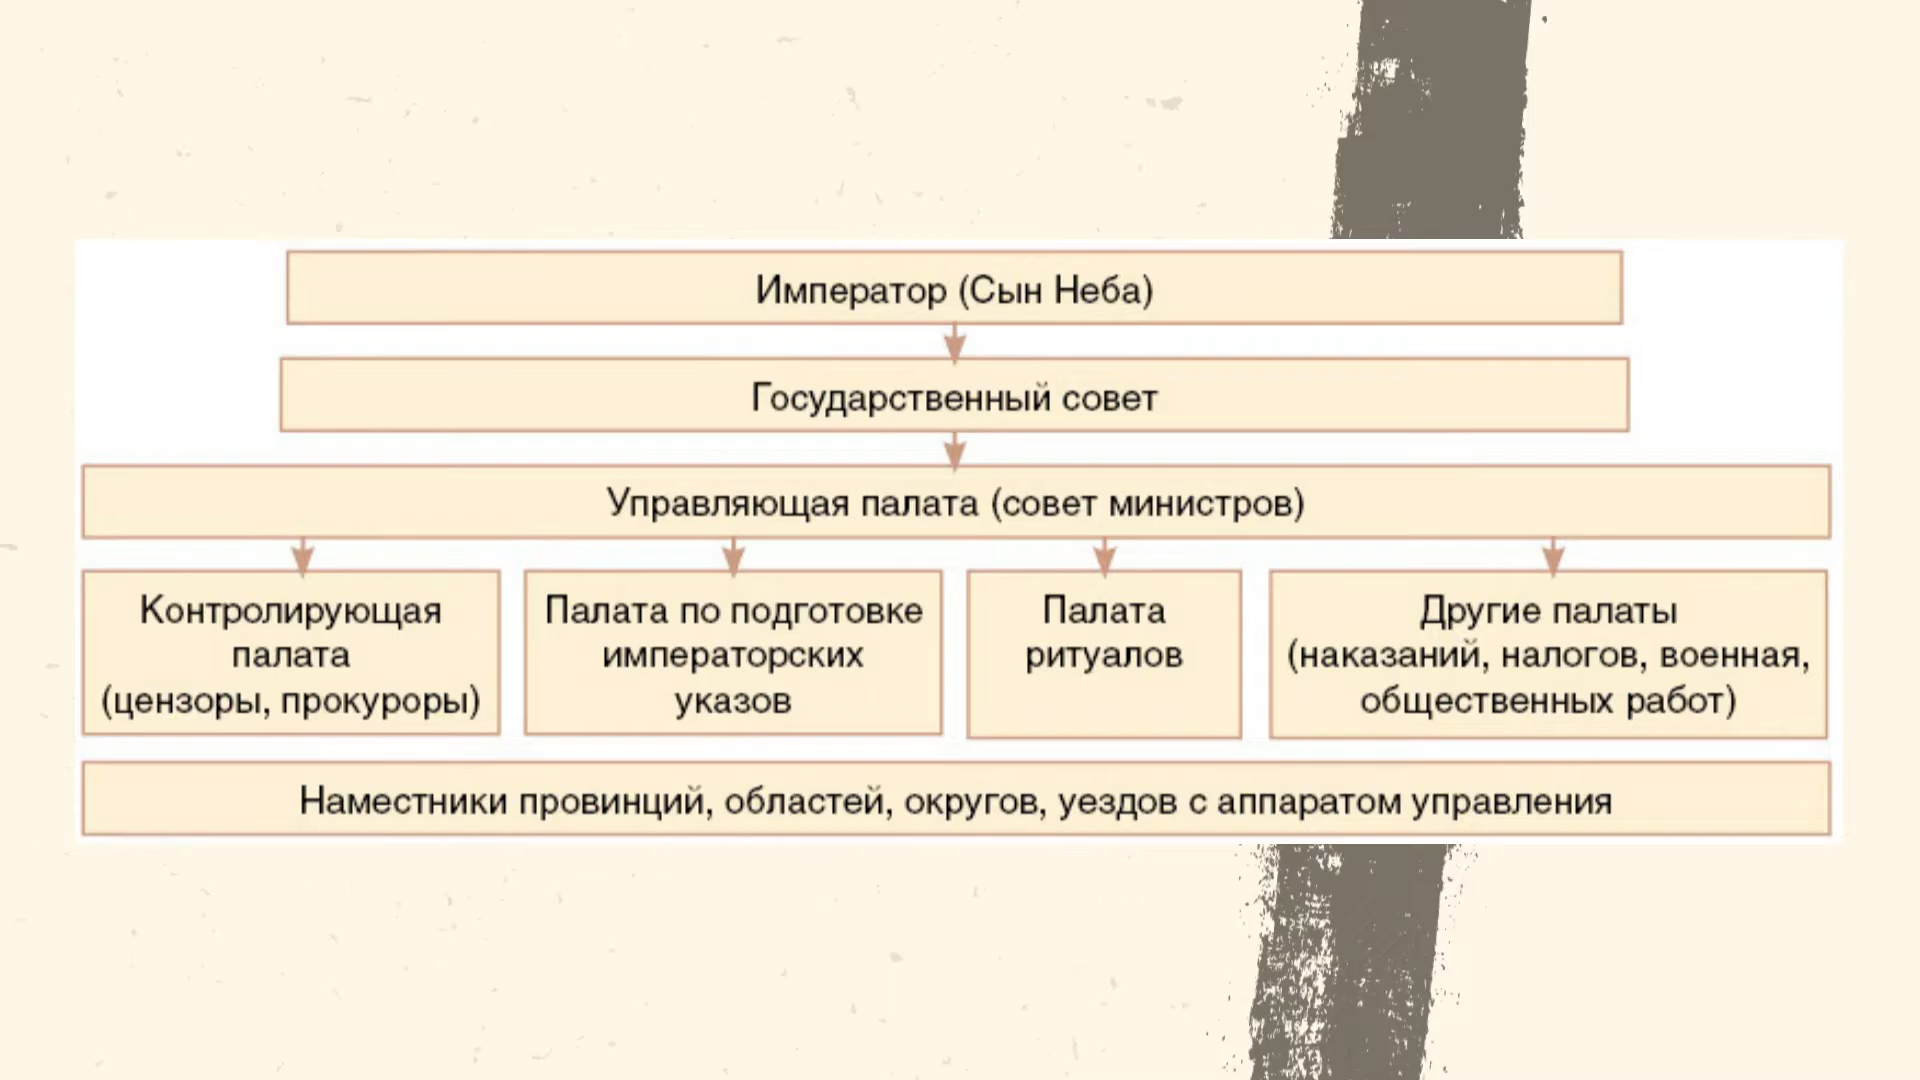 Император (Сын Неба)
Государственный совет
Управляющая палата (совет министров)
Контролирующая
палата
(цензоры, прокуроры)
Палата по подготовке
императорских
указов
Палата
ритуалов
Другие палаты
(наказаний, налогов, военная,
общественных работ)
Наместники провинций, областей, округов, уездов с аппаратом управления